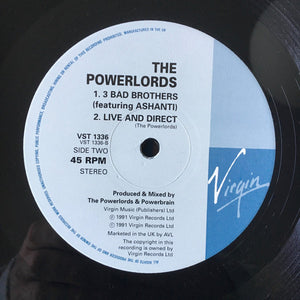 THE
POWERLORDS
1. 3 BAD BROTHERS
(featuring ASHANTI)
2. LIVE AND DIRECT
(The Powerlords)
VST 1336
VST 1336-B
SIDE TWO
45 RPM
STEREO
Virgin
Produced & Mixed by
The Powerlords & Powerbrain
Virgin Music (Publishers) Ltd
ⓟ 1991 Virgin Records Ltd
© 1991 Virgin Records Ltd
Marketed in the UK by AVL
The copyright in this
recording is owned by
Virgin Records Ltd